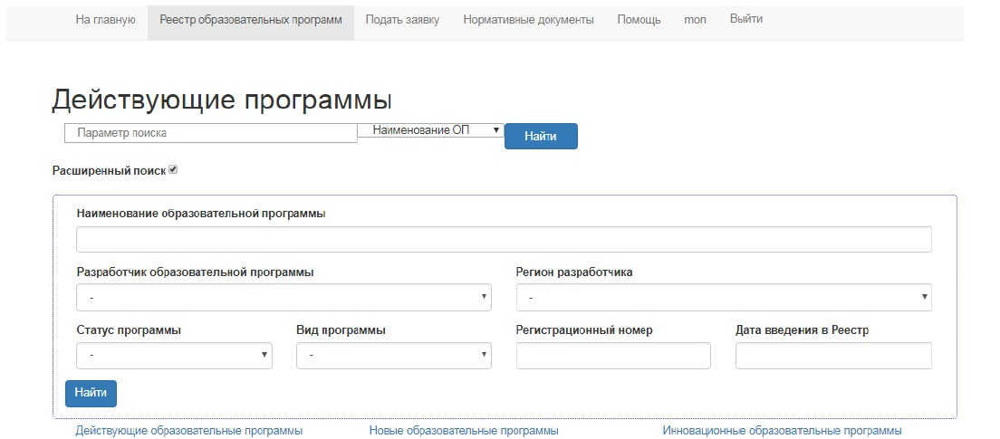 На главную Реестр образовательных программ Подать заявку Нормативные документы Помощь mon Выйти
Действующие программы
Параметр поиска Наименование ОП Найти
Расширенный поиск
Наименование образовательной программы
Разработчик образовательной программы Регион разработчика
- -
Статус программы Вид программы Регистрационный номер Дата введения в Реестр
- -
Найти
Действующие образовательные программы Новые образовательные программы Инновационные образовательные программы